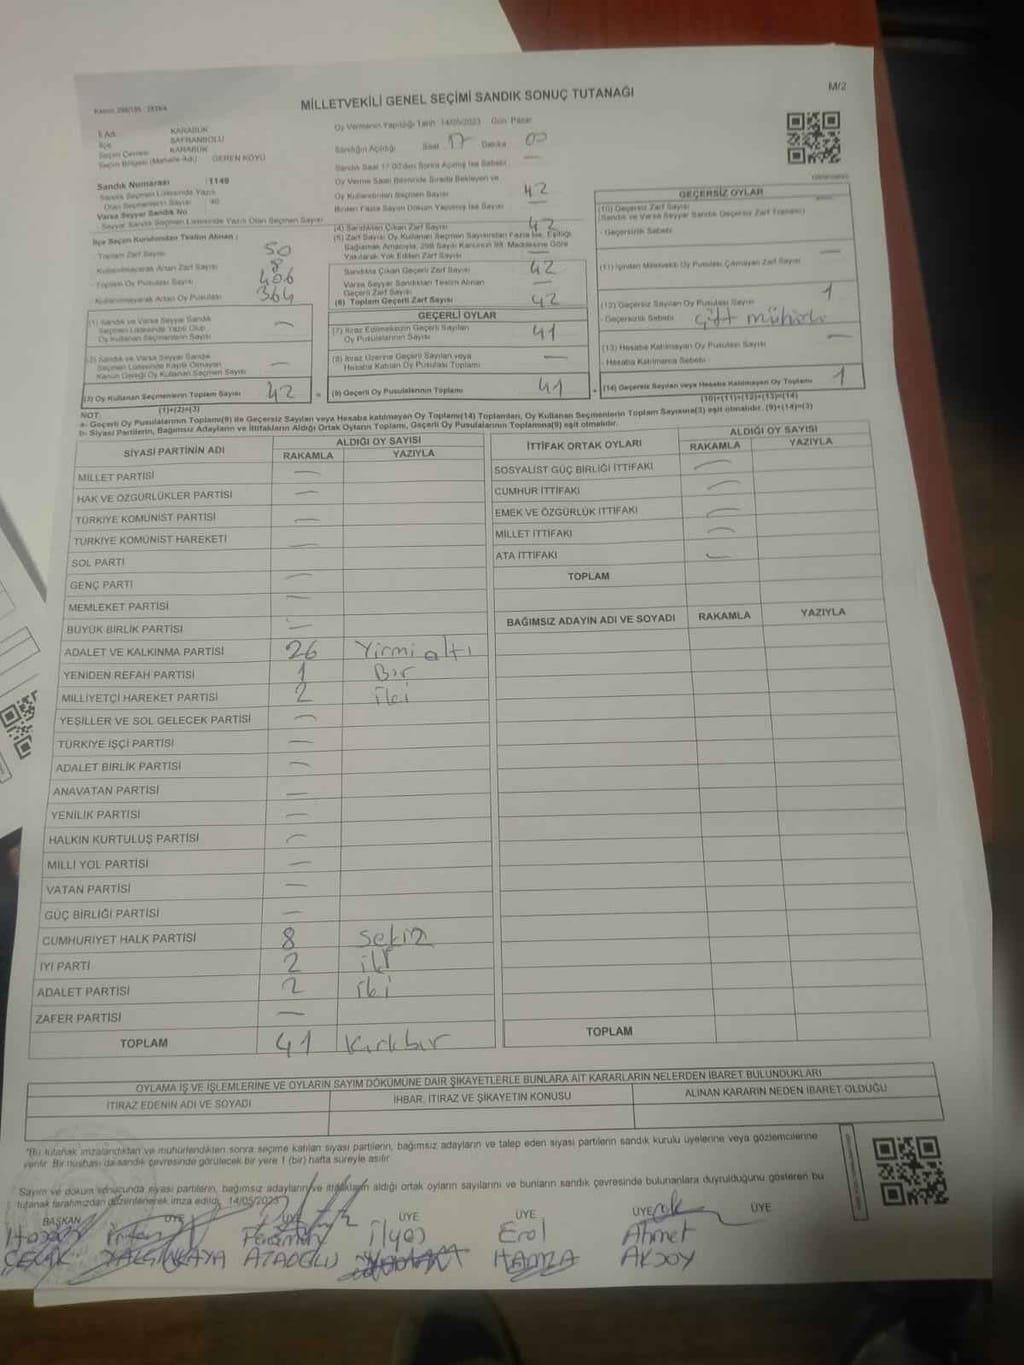 M/2
Kanun: 298/105 - 2839/4
MİLLETVEKİLİ GENEL SEÇİMİ SANDIK SONUÇ TUTANAĞI
İl Adı KARABÜK
İlçe SAFRANBOLU
Seçim Çevresi KARABÜK
Seçim Bölgesi (Mahalle Adı) GEREN KÖYÜ
Oy Vermenin Yapıldığı Tarih 14/05/2023 Gün Pazar
Sandığın Açıldığı Saat 17 Dakika 00
Sandık Saat 17.00'den Sonra Açılmış İse Sebebi
Sandık Numarası : 1149
Sandık Seçmen Listesinde Yazılı
Olan Seçmenlerin Sayısı
Varsa Seyyar Sandık No
Seyyar Sandık Seçmen Listesinde Yazılı Olan Seçmen Sayısı
Oy Verme Saati Bitiminde Sırada Bekleyen ve
Oy Kullandırılan Seçmen Sayısı 42
Birden Fazla Sayım Döküm Yapılmış İse Sayısı —
İlçe Seçim Kurulundan Teslim Alınan :
Toplam Zarf Sayısı 50
Kullanılmayarak Artan Zarf Sayısı 8
Toplam Oy Pusulası Sayısı 406
Kullanılmayarak Artan Oy Pusulası 364
(1) Sandık ve Varsa Seyyar Sandık
Seçmen Listesinde Yazılı Olup
Oy Kullanan Seçmenlerin Sayısı —
(2) Sandık ve Varsa Seyyar Sandık
Seçmen Listesinde Kaydı Olmayan
Kanun Gereği Oy Kullanan Seçmen Sayısı —
(3) Oy Kullanan Seçmenlerin Toplam Sayısı 42
(1)+(2)=(3)
(4) Sandıktan Çıkan Zarf Sayısı 42
(5) Zarf Sayısı Oy Kullanan Seçmen Sayısından Fazla İse, Eşitliği
Sağlamak Amacıyla, 298 Sayılı Kanunun 98. Maddesine Göre
Yakılarak Yok Edilen Zarf Sayısı —
Sandıkta Çıkan Geçerli Zarf Sayısı 42
Varsa Seyyar Sandıktan Teslim Alınan
Geçerli Zarf Sayısı —
(6) Toplam Geçerli Zarf Sayısı 42
GEÇERLİ OYLAR
(7) İtiraz Edilmeksizin Geçerli Sayılan
Oy Pusulalarının Sayısı 41
(8) İtiraz Üzerine Geçerli Sayılan veya
Hesaba Katılan Oy Pusulası Toplamı —
(9) Geçerli Oy Pusulalarının Toplamı 41
GEÇERSİZ OYLAR
(10) Geçersiz Zarf Sayısı
(Sandık ve Varsa Seyyar Sandık Geçersiz Zarf Toplamı) —
- Geçersizlik Sebebi
(11) İçinden Milletvekili Oy Pusulası Çıkmayan Zarf Sayısı —
(12) Geçersiz Sayılan Oy Pusulası Sayısı 1
- Geçersizlik Sebebi Çift mühür
(13) Hesaba Katılmayan Oy Pusulası Sayısı —
Hesaba Katılmama Sebebi
(14) Geçersiz Sayılan veya Hesaba Katılmayan Oy Toplamı 1
(10)+(11)+(12)+(13)=(14)
NOT:
a- Geçerli Oy Pusulalarının Toplamı(9) ile Geçersiz Sayılan veya Hesaba katılmayan Oy Toplamı(14) Toplamları, Oy Kullanan Seçmenlerin Toplam Sayısına(3) eşit olmalıdır. (9)+(14)=(3)
b- Siyasi Partilerin, Bağımsız Adayların ve İttifakların Aldığı Ortak Oyların Toplamı, Geçerli Oy Pusulalarının Toplamına(9) eşit olmalıdır.
SİYASİ PARTİNİN ADI ALDIĞI OY SAYISI
RAKAMLA YAZIYLA
MİLLET PARTİSİ —
HAK VE ÖZGÜRLÜKLER PARTİSİ —
TÜRKİYE KOMÜNİST PARTİSİ —
TÜRKİYE KOMÜNİST HAREKETİ —
SOL PARTİ
GENÇ PARTİ —
MEMLEKET PARTİSİ —
BÜYÜK BİRLİK PARTİSİ —
ADALET VE KALKINMA PARTİSİ 26 Yirmi altı
YENİDEN REFAH PARTİSİ 1 Bir
MİLLİYETÇİ HAREKET PARTİSİ 2 iki
YEŞİLLER VE SOL GELECEK PARTİSİ —
TÜRKİYE İŞÇİ PARTİSİ —
ADALET BİRLİK PARTİSİ —
ANAVATAN PARTİSİ —
YENİLİK PARTİSİ —
HALKIN KURTULUŞ PARTİSİ —
MİLLİ YOL PARTİSİ —
VATAN PARTİSİ —
GÜÇ BİRLİĞİ PARTİSİ —
CUMHURİYET HALK PARTİSİ 8 Sekiz
İYİ PARTİ 2 iki
ADALET PARTİSİ 2 iki
ZAFER PARTİSİ —
TOPLAM 41 Kırkbir
İTTİFAK ORTAK OYLARI ALDIĞI OY SAYISI
RAKAMLA YAZIYLA
SOSYALİST GÜÇ BİRLİĞİ İTTİFAKI —
CUMHUR İTTİFAKI —
EMEK VE ÖZGÜRLÜK İTTİFAKI —
MİLLET İTTİFAKI —
ATA İTTİFAKI —
TOPLAM
BAĞIMSIZ ADAYIN ADI VE SOYADI RAKAMLA YAZIYLA
TOPLAM
OYLAMA İŞ VE İŞLEMLERİNE VE OYLARIN SAYIM DÖKÜMÜNE DAİR ŞİKAYETLERLE BUNLARA AİT KARARLARIN NELERDEN İBARET BULUNDUKLARI
İTİRAZ EDENİN ADI VE SOYADI İHBAR, İTİRAZ VE ŞİKAYETİN KONUSU ALINAN KARARIN NEDEN İBARET OLDUĞU
"Bu tutanak imzalandıktan ve mühürlendikten sonra seçime katılan siyasi partilerin, bağımsız adayların ve talep eden siyasi partilerin sandık kurulu üyelerine veya gözlemcilerine
verilir. Bir nüshası da sandık çevresinde görülecek bir yere 1 (bir) hafta süreyle asılır.
Sayım ve döküm sonucunda siyasi partilerin, bağımsız adayların ve ittifakların aldığı ortak oyların sayılarını ve bunların sandık çevresinde bulunanlara duyrulduğunu gösteren bu
tutanak tarafımızdan düzenlenerek imza edildi. 14/05/2023
BAŞKAN ÜYE ÜYE ÜYE ÜYE ÜYE ÜYE
Hasan İlyas Erol Ahmet
ÇELİK YALÇINKAYA ATAOĞLU HAMZA AKSOY